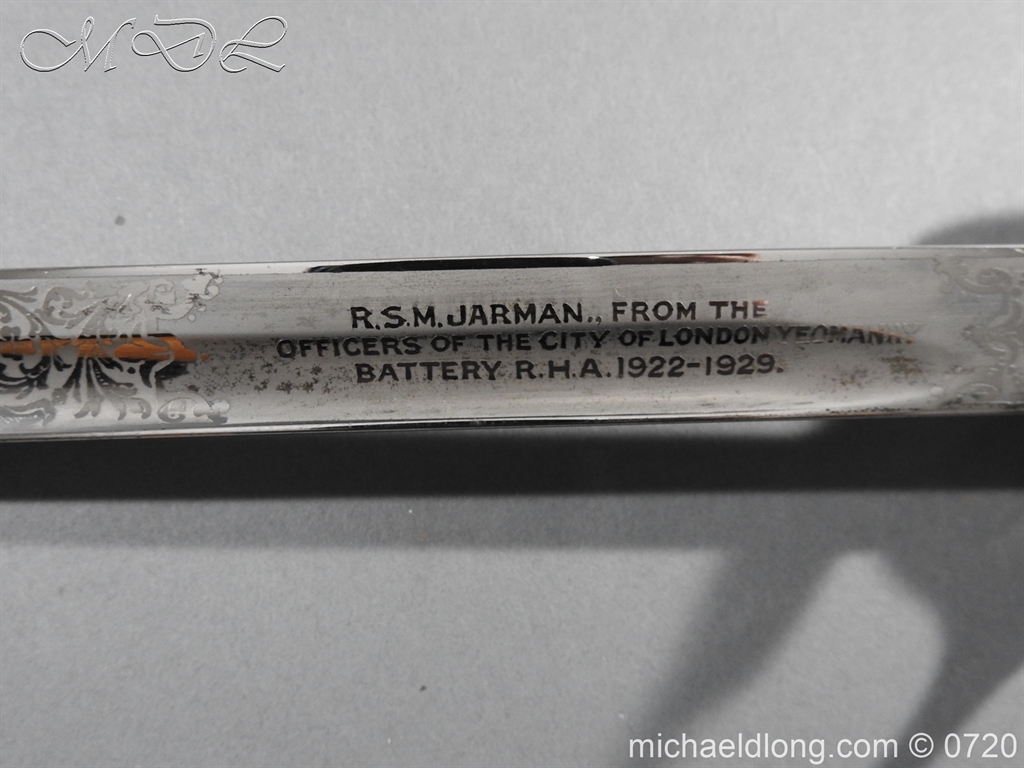 MDL
R.S.M. JARMAN., FROM THE
OFFICERS OF THE CITY OF LONDON YEOMANRY.
BATTERY R.H.A. 1922-1929.
michaeldlong.com © 0720